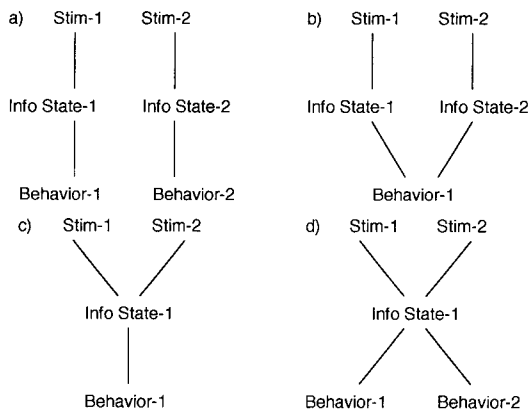 a) Stim-1 Stim-2
Info State-1 Info State-2
Behavior-1 Behavior-2
b) Stim-1 Stim-2
Info State-1 Info State-2
Behavior-1
c) Stim-1 Stim-2
Info State-1
Behavior-1
d) Stim-1 Stim-2
Info State-1
Behavior-1 Behavior-2